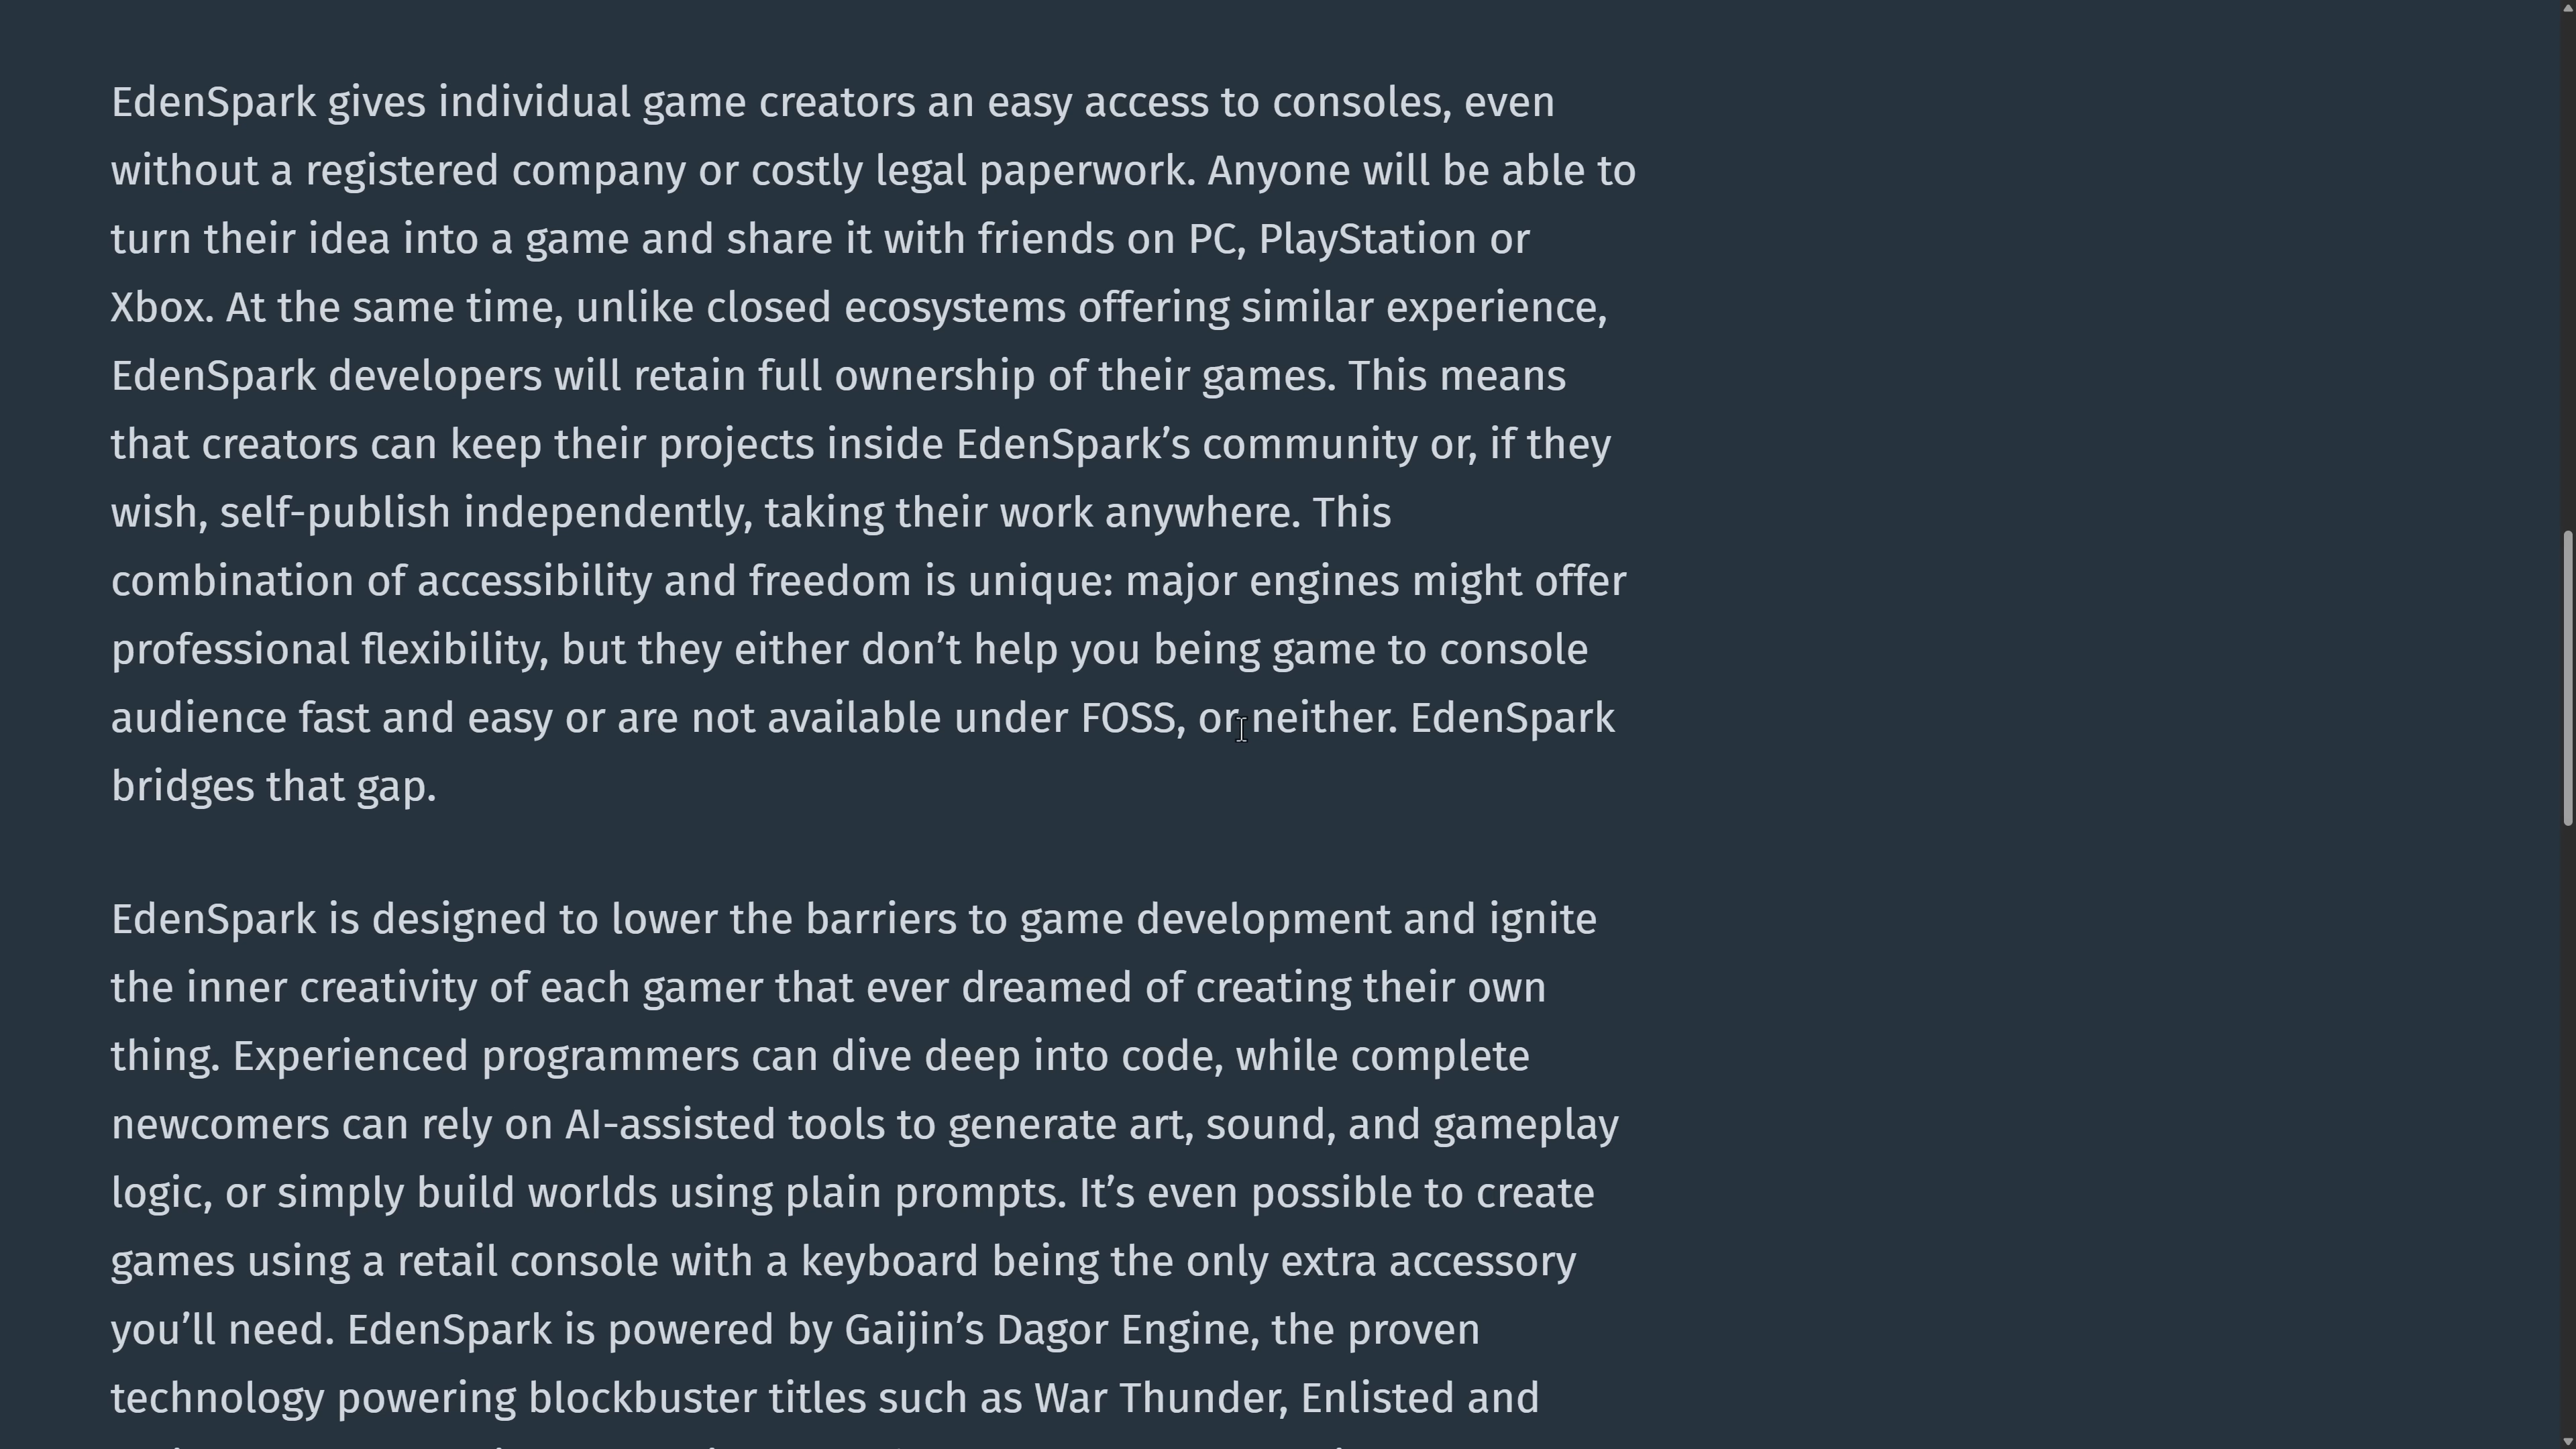 EdenSpark gives individual game creators an easy access to consoles, even
without a registered company or costly legal paperwork. Anyone will be able to
turn their idea into a game and share it with friends on PC, PlayStation or
Xbox. At the same time, unlike closed ecosystems offering similar experience,
EdenSpark developers will retain full ownership of their games. This means
that creators can keep their projects inside EdenSpark’s community or, if they
wish, self-publish independently, taking their work anywhere. This
combination of accessibility and freedom is unique: major engines might offer
professional flexibility, but they either don’t help you being game to console
audience fast and easy or are not available under FOSS, or neither. EdenSpark
bridges that gap.
EdenSpark is designed to lower the barriers to game development and ignite
the inner creativity of each gamer that ever dreamed of creating their own
thing. Experienced programmers can dive deep into code, while complete
newcomers can rely on AI-assisted tools to generate art, sound, and gameplay
logic, or simply build worlds using plain prompts. It’s even possible to create
games using a retail console with a keyboard being the only extra accessory
you’ll need. EdenSpark is powered by Gaijin’s Dagor Engine, the proven
technology powering blockbuster titles such as War Thunder, Enlisted and